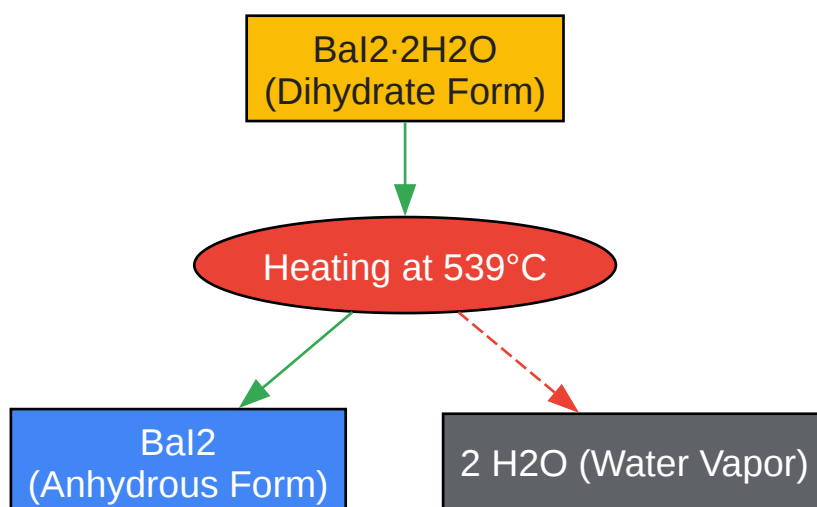 BaI2·2H2O
(Dihydrate Form)
Heating at 539°C
BaI2
(Anhydrous Form)
2 H2O (Water Vapor)